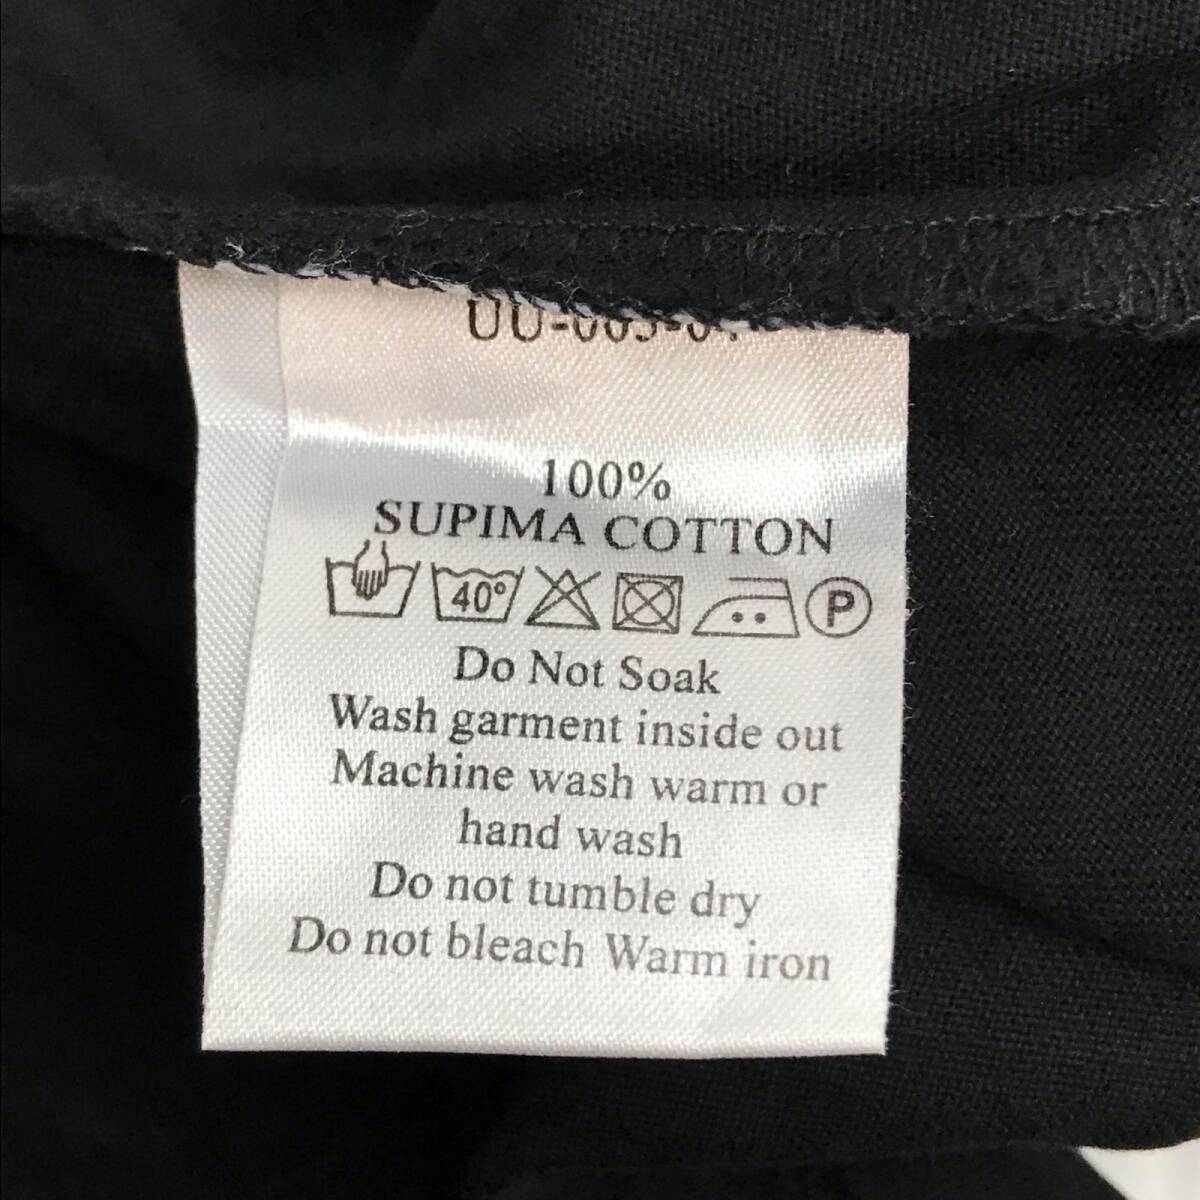 100%
SUPIMA COTTON
40° P
Do Not Soak
Wash garment inside out
Machine wash warm or
hand wash
Do not tumble dry
Do not bleach Warm iron